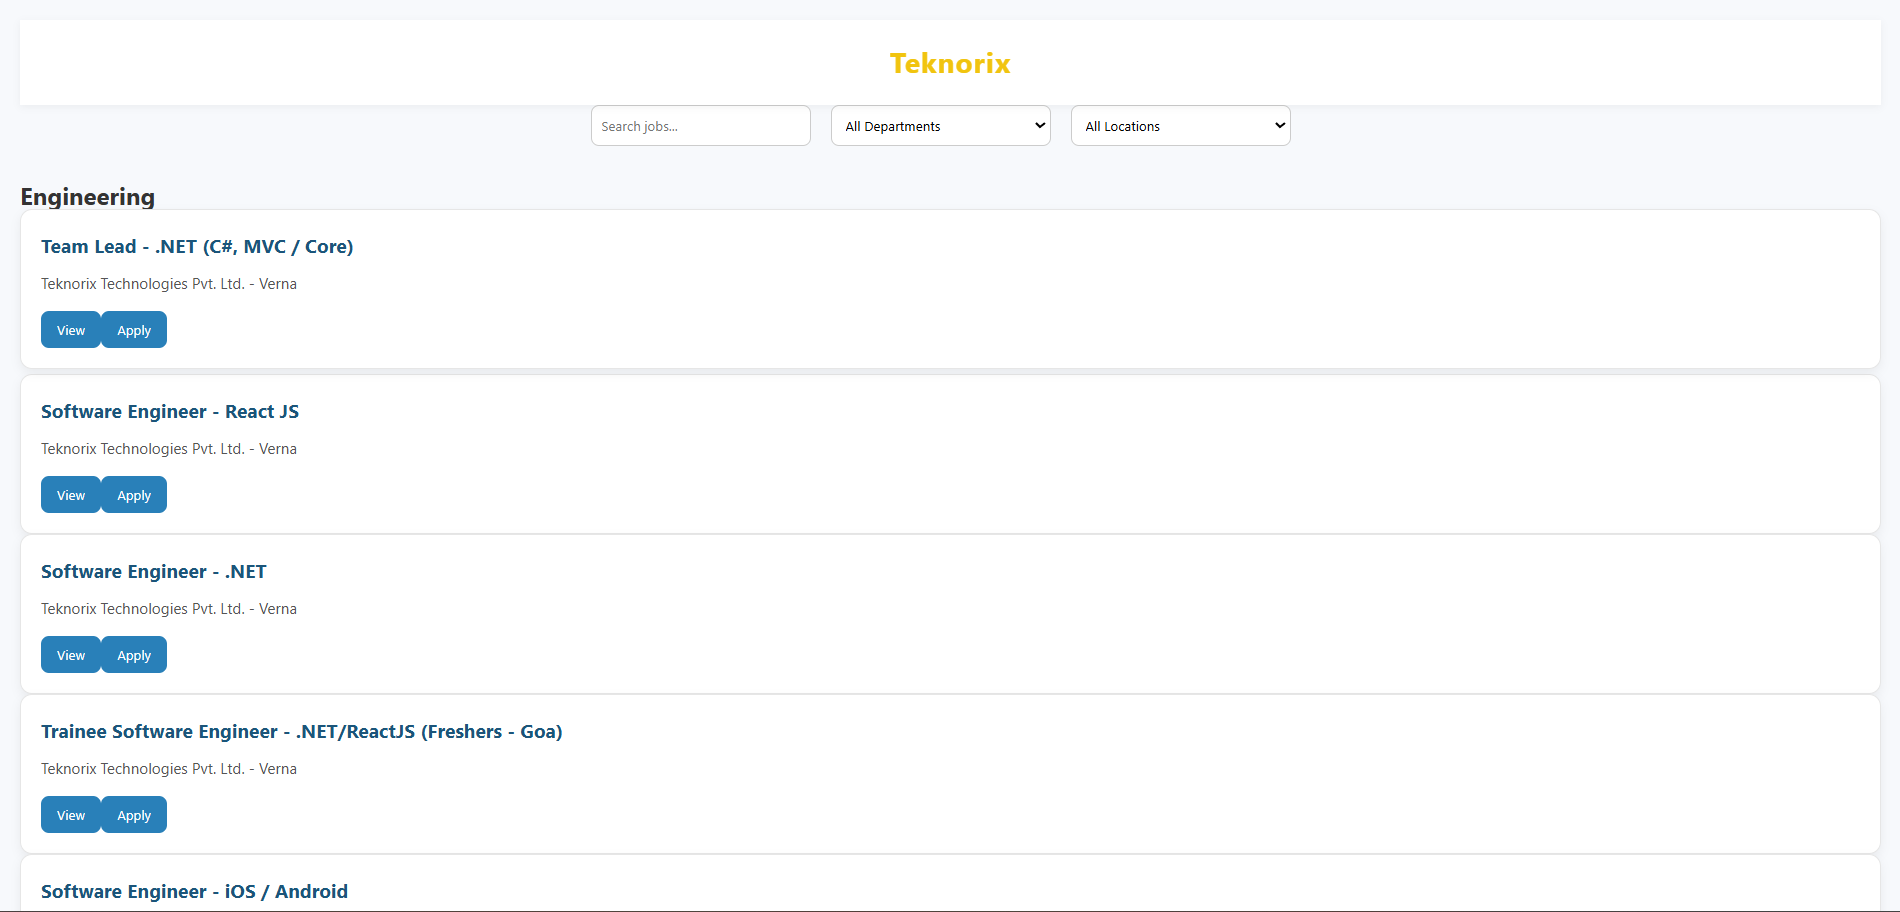 Teknorix
Search jobs... All Departments All Locations
Engineering
Team Lead - .NET (C#, MVC / Core)
Teknorix Technologies Pvt. Ltd. - Verna
View Apply
Software Engineer - React JS
Teknorix Technologies Pvt. Ltd. - Verna
View Apply
Software Engineer - .NET
Teknorix Technologies Pvt. Ltd. - Verna
View Apply
Trainee Software Engineer - .NET/ReactJS (Freshers - Goa)
Teknorix Technologies Pvt. Ltd. - Verna
View Apply
Software Engineer - iOS / Android